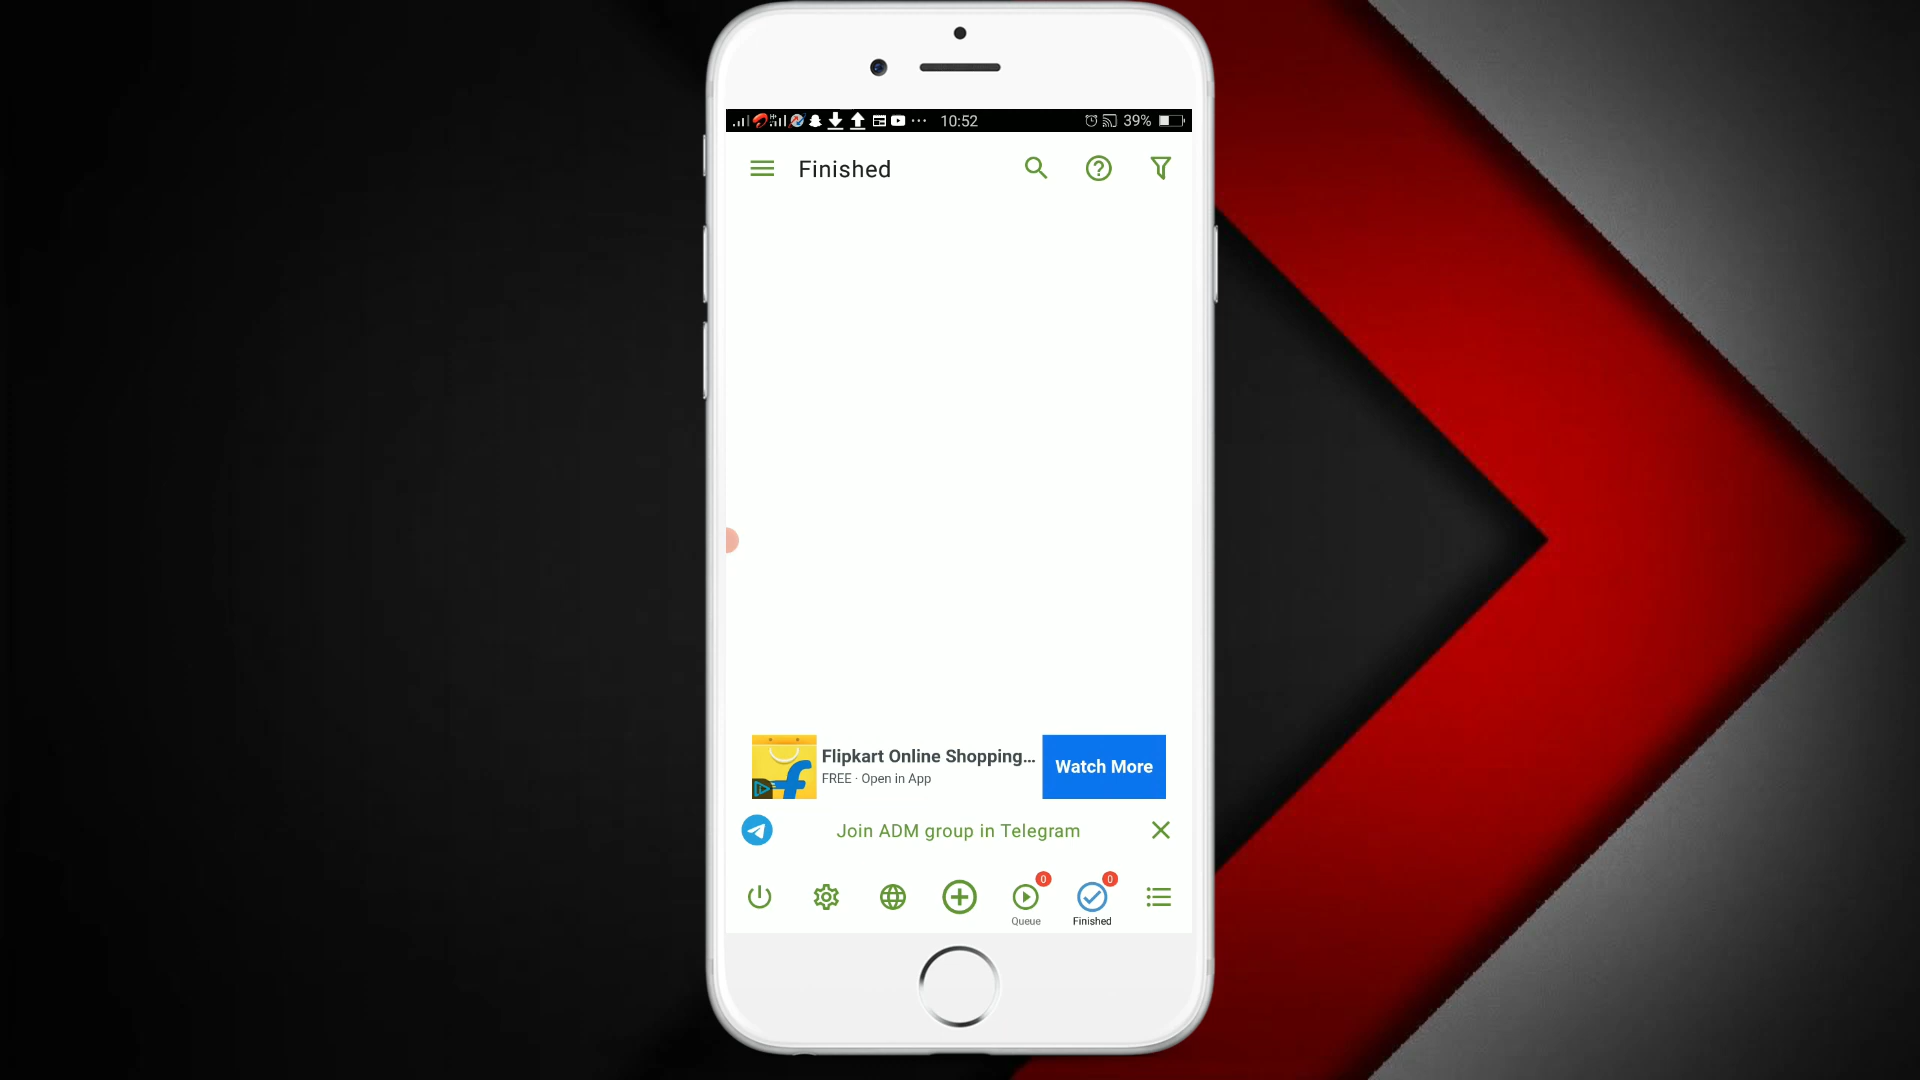 10:52
39%
Finished
Flipkart Online Shopping...
FREE · Open in App
Watch More
Join ADM group in Telegram
0
0
Queue
Finished